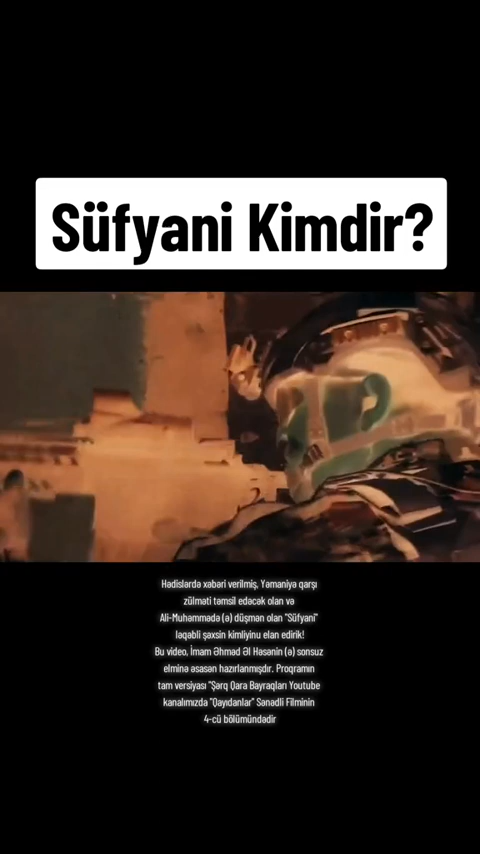 Süfyani Kimdir?
Hədislərdə xəbəri verilmiş, Yəmaniyə qarşı
zülməti təmsil edəcək olan və
Ali-Muhəmmədə (ə) düşmən olan "Süfyani"
ləqəbli şəxsin kimliyinu elan edirik!
Bu video, İmam Əhməd Əl Həsənin (ə) sonsuz
elminə əsasən hazırlanmışdır. Proqramın
tam versiyası "Şərq Qara Bayraqları Youtube
kanalımızda "Qayıdanlar" Sənədli Filminin
4-cü bölümündədir